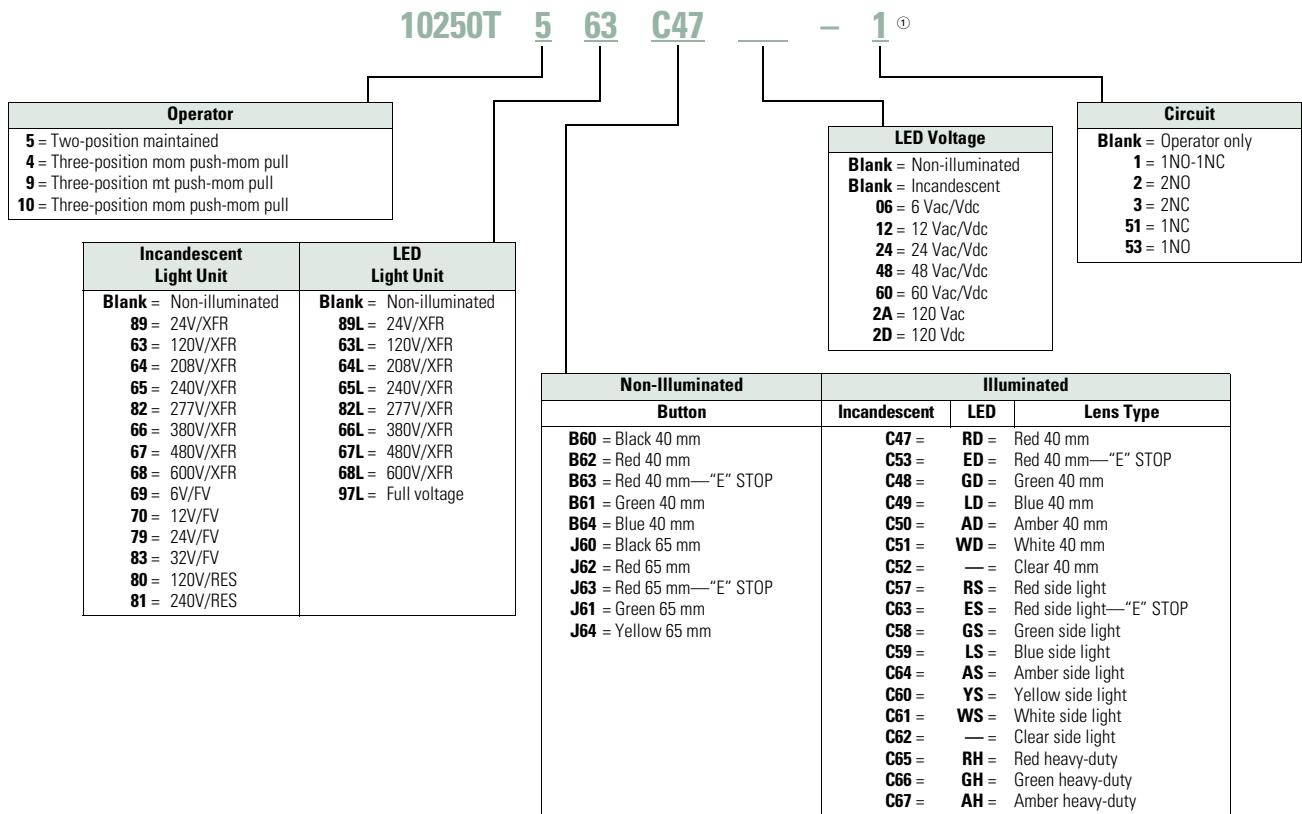 10250T 5 63 C47 ___ – 1 ①
Operator
5 = Two-position maintained
4 = Three-position mom push-mom pull
9 = Three-position mt push-mom pull
10 = Three-position mom push-mom pull
LED Voltage
Blank = Non-illuminated
Blank = Incandescent
06 = 6 Vac/Vdc
12 = 12 Vac/Vdc
24 = 24 Vac/Vdc
48 = 48 Vac/Vdc
60 = 60 Vac/Vdc
2A = 120 Vac
2D = 120 Vdc
Circuit
Blank = Operator only
1 = 1NO-1NC
2 = 2NO
3 = 2NC
51 = 1NC
53 = 1NO
Incandescent
Light Unit
Blank = Non-illuminated
89 = 24V/XFR
63 = 120V/XFR
64 = 208V/XFR
65 = 240V/XFR
82 = 277V/XFR
66 = 380V/XFR
67 = 480V/XFR
68 = 600V/XFR
69 = 6V/FV
70 = 12V/FV
79 = 24V/FV
83 = 32V/FV
80 = 120V/RES
81 = 240V/RES
LED
Light Unit
Blank = Non-illuminated
89L = 24V/XFR
63L = 120V/XFR
64L = 208V/XFR
65L = 240V/XFR
82L = 277V/XFR
66L = 380V/XFR
67L = 480V/XFR
68L = 600V/XFR
97L = Full voltage
Non-Illuminated
Button
B60 = Black 40 mm
B62 = Red 40 mm
B63 = Red 40 mm—“E” STOP
B61 = Green 40 mm
B64 = Blue 40 mm
J60 = Black 65 mm
J62 = Red 65 mm
J63 = Red 65 mm—“E” STOP
J61 = Green 65 mm
J64 = Yellow 65 mm
Illuminated
Incandescent LED Lens Type
C47 = RD = Red 40 mm
C53 = ED = Red 40 mm—“E” STOP
C48 = GD = Green 40 mm
C49 = LD = Blue 40 mm
C50 = AD = Amber 40 mm
C51 = WD = White 40 mm
C52 = — = Clear 40 mm
C57 = RS = Red side light
C63 = ES = Red side light—“E” STOP
C58 = GS = Green side light
C59 = LS = Blue side light
C64 = AS = Amber side light
C60 = YS = Yellow side light
C61 = WS = White side light
C62 = — = Clear side light
C65 = RH = Red heavy-duty
C66 = GH = Green heavy-duty
C67 = AH = Amber heavy-duty